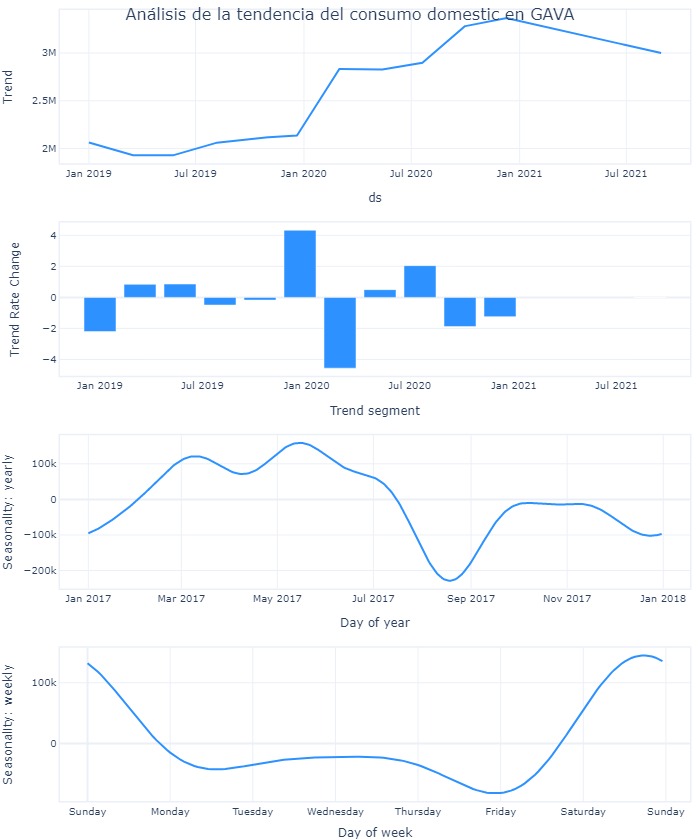 Análisis de la tendencia del consumo domestic en GAVA
Trend
3M
2.5M
2M
Jan 2019 Jul 2019 Jan 2020 Jul 2020 Jan 2021 Jul 2021
ds
Trend Rate Change
4
2
0
−2
−4
Jan 2019 Jul 2019 Jan 2020 Jul 2020 Jan 2021 Jul 2021
Trend segment
Seasonality: yearly
100k
0
−100k
−200k
Jan 2017 Mar 2017 May 2017 Jul 2017 Sep 2017 Nov 2017 Jan 2018
Day of year
Seasonality: weekly
100k
0
Sunday Monday Tuesday Wednesday Thursday Friday Saturday Sunday
Day of week